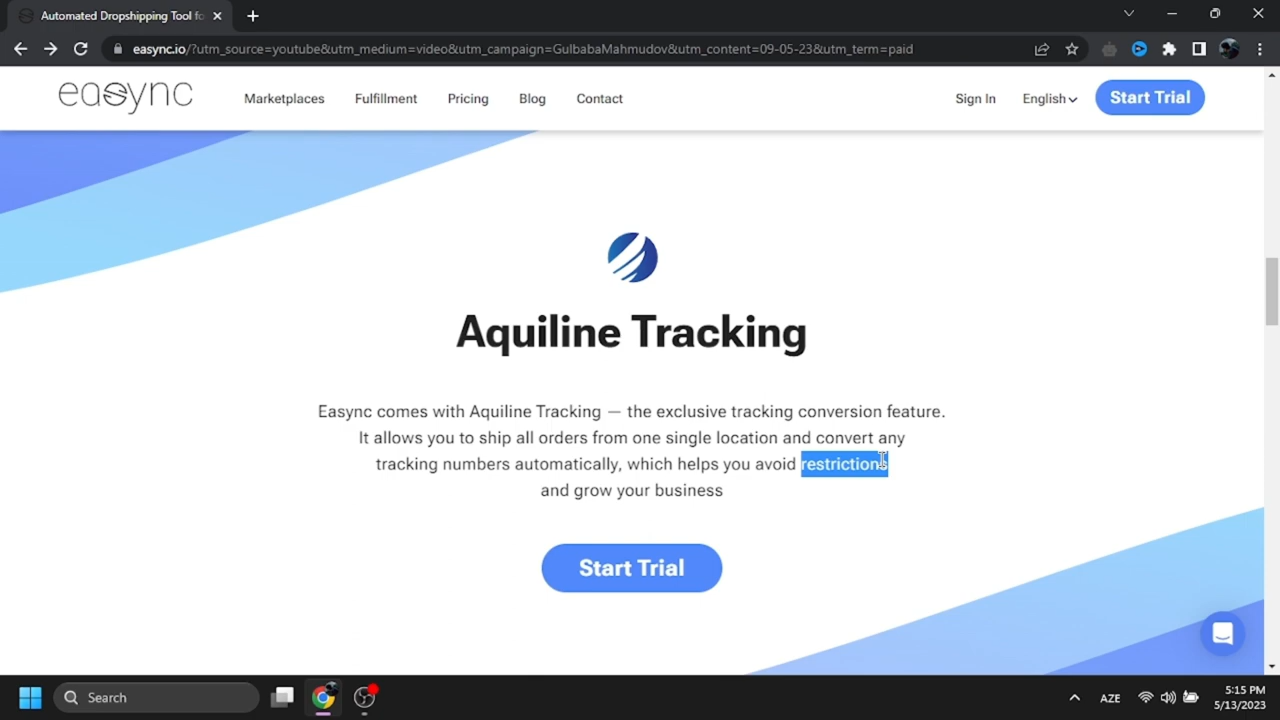 Automated Dropshipping Tool fo
easync.io/?utm_source=youtube&utm_medium=video&utm_campaign=GulbabaMahmudov&utm_content=09-05-23&utm_term=paid
easync
Marketplaces
Fulfillment
Pricing
Blog
Contact
Sign In
English
Start Trial
Aquiline Tracking
Easync comes with Aquiline Tracking — the exclusive tracking conversion feature.
It allows you to ship all orders from one single location and convert any
tracking numbers automatically, which helps you avoid restrictions
and grow your business
Start Trial
Search
AZE
5:15 PM
5/13/2023